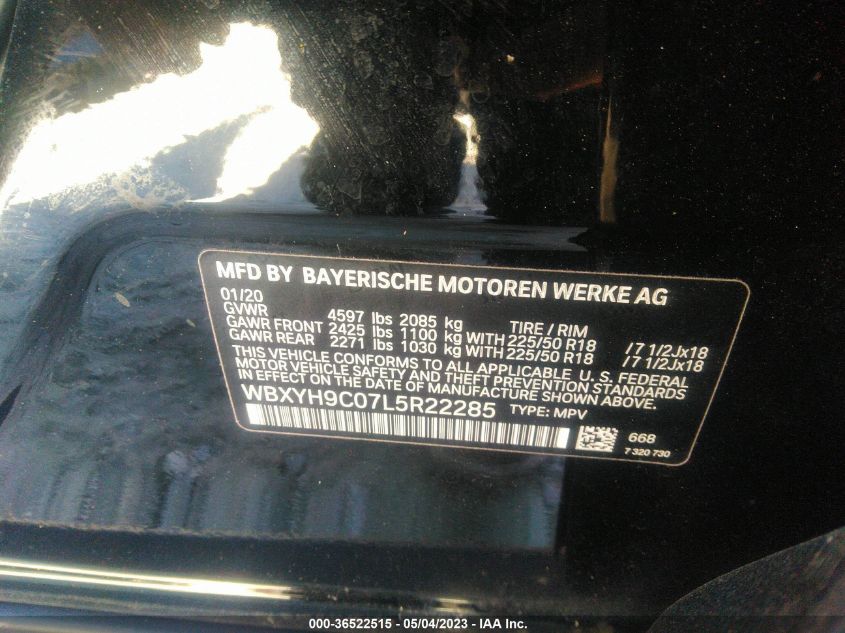 MFD BY BAYERISCHE MOTOREN WERKE AG
01/20
GVWR 4597 lbs 2085 kg TIRE / RIM
GAWR FRONT 2425 lbs 1100 kg WITH 225/50 R18 /7 1/2Jx18
GAWR REAR 2271 lbs 1030 kg WITH 225/50 R18 /7 1/2Jx18
THIS VEHICLE CONFORMS TO ALL APPLICABLE U.S. FEDERAL
MOTOR VEHICLE SAFETY AND THEFT PREVENTION STANDARDS
IN EFFECT ON THE DATE OF MANUFACTURE SHOWN ABOVE.
WBXYH9C07L5R22285 TYPE: MPV
668
7 320 730
000-36522515 - 05/04/2023 - IAA Inc.